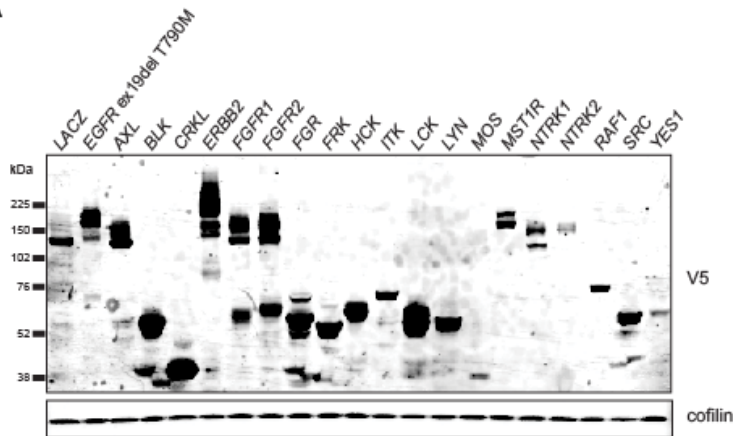 LACZ
EGFR ex19del T790M
AXL
BLK
CRKL
ERBB2
FGFR1
FGFR2
FGR
FRK
HCK
ITK
LCK
LYN
MOS
MST1R
NTRK1
NTRK2
RAF1
SRC
YES1
kDa
225
150
102
76
52
38
V5
cofilin